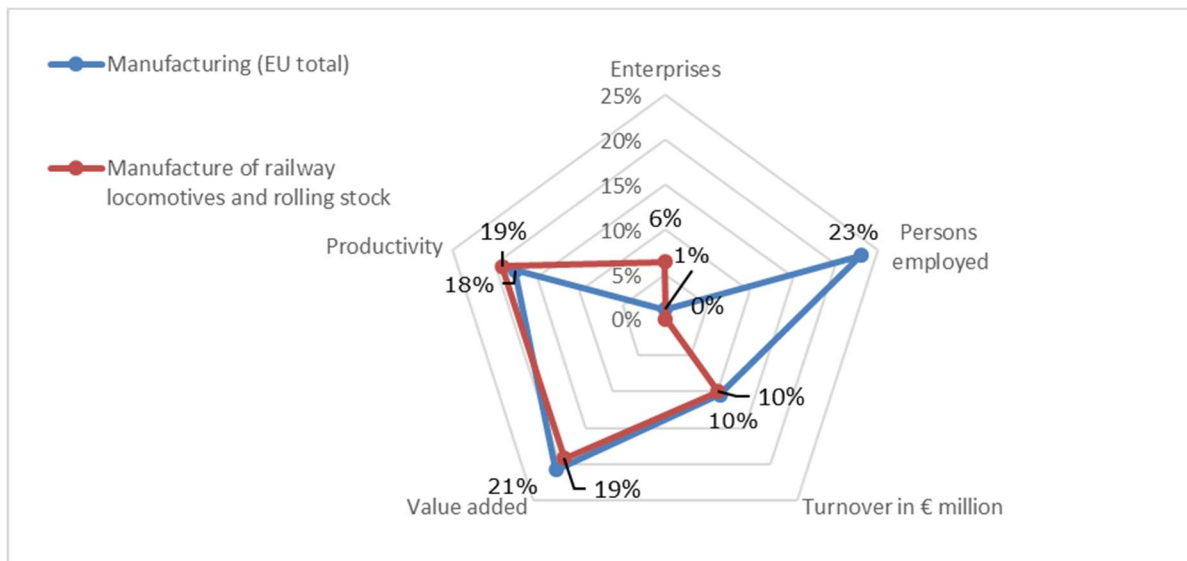 Manufacturing (EU total)
Manufacture of railway
locomotives and rolling stock
Enterprises
25%
20%
15%
10%
5%
0%
6%
1%
0%
23%
Persons
employed
Productivity
19%
18%
10%
10%
Value added
21%
19%
Turnover in € million